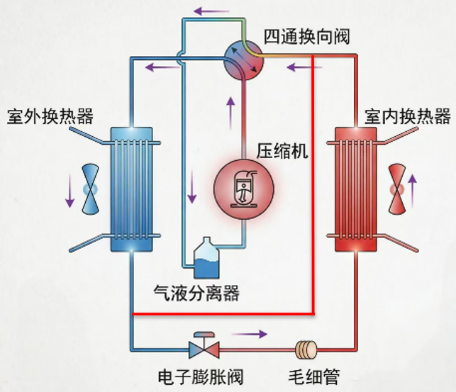 四通换向阀
室外换热器
室内换热器
压缩机
气液分离器
电子膨胀阀
毛细管